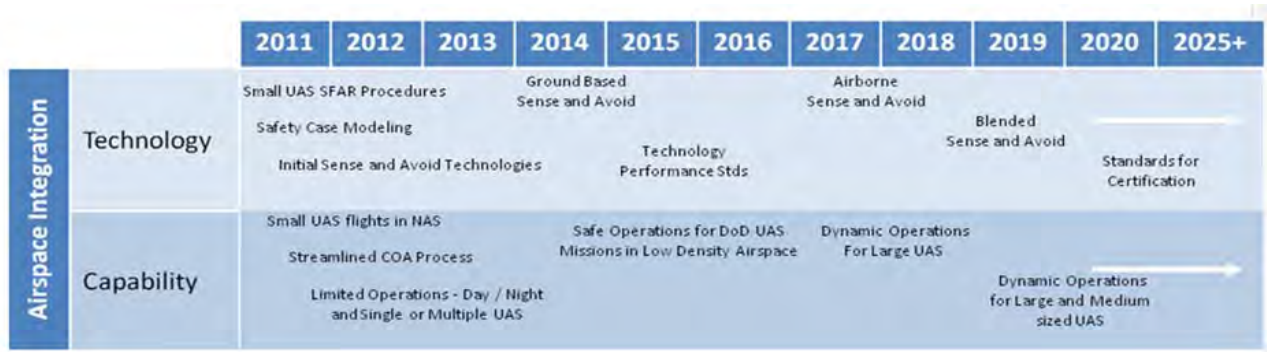 2011 2012 2013 2014 2015 2016 2017 2018 2019 2020 2025+
Airspace Integration
Technology
Small UAS SFAR Procedures
Safety Case Modeling
Initial Sense and Avoid Technologies
Ground Based
Sense and Avoid
Technology
Performance Stds
Airborne
Sense and Avoid
Blended
Sense and Avoid
Standards for
Certification
Capability
Small UAS flights in NAS
Streamlined COA Process
Limited Operations - Day / Night
and Single or Multiple UAS
Safe Operations for DoD UAS
Missions in Low Density Airspace
Dynamic Operations
For Large UAS
Dynamic Operations
for Large and Medium
sized UAS